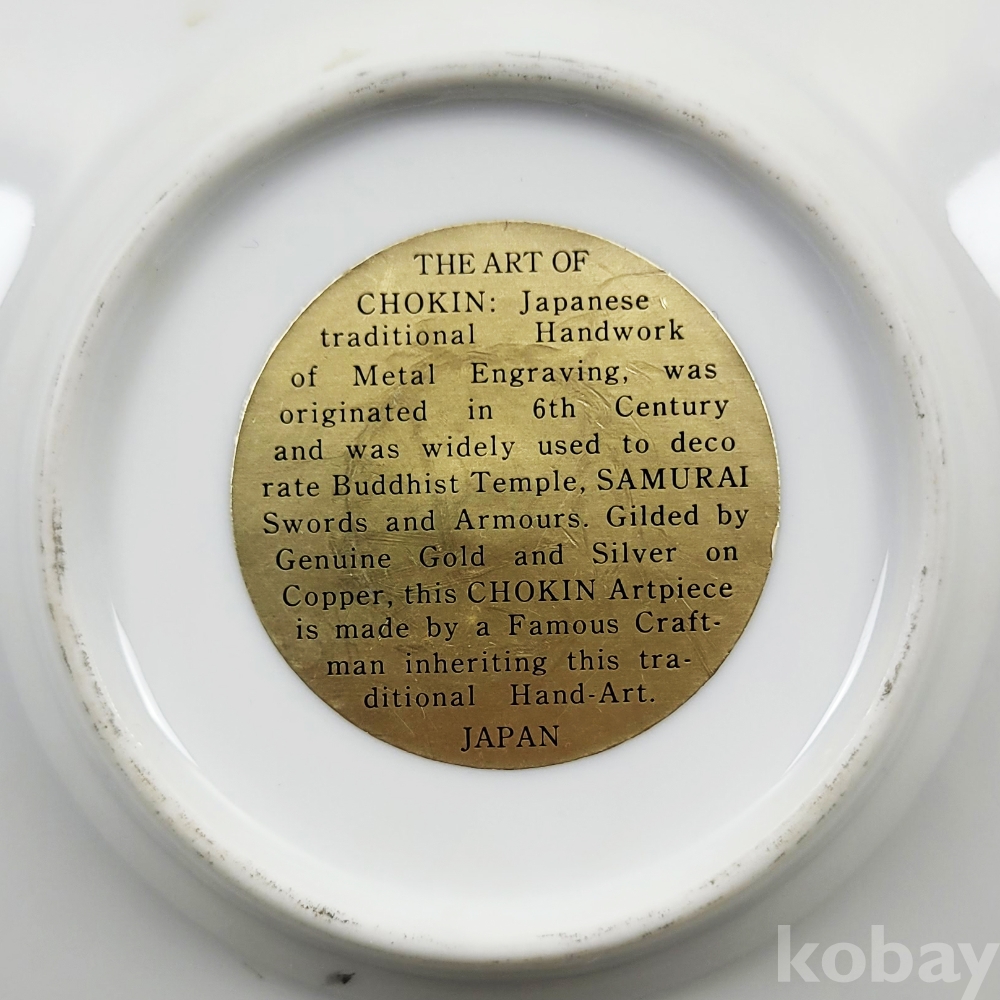 THE ART OF
CHOKIN: Japanese
traditional Handwork
of Metal Engraving, was
originated in 6th Century
and was widely used to deco
rate Buddhist Temple, SAMURAI
Swords and Armours. Gilded by
Genuine Gold and Silver on
Copper, this CHOKIN Artpiece
is made by a Famous Craft-
man inheriting this tra-
ditional Hand-Art.
JAPAN
kobay